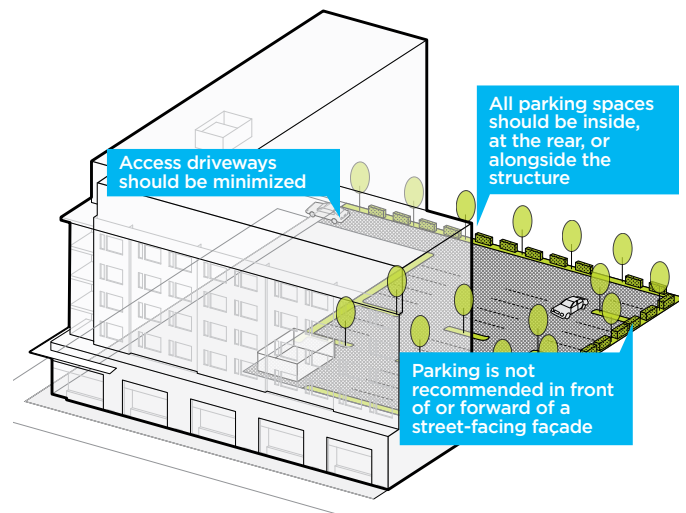 All parking spaces
should be inside,
at the rear, or
alongside the
structure
Access driveways
should be minimized
Parking is not
recommended in front
of or forward of a
street-facing façade